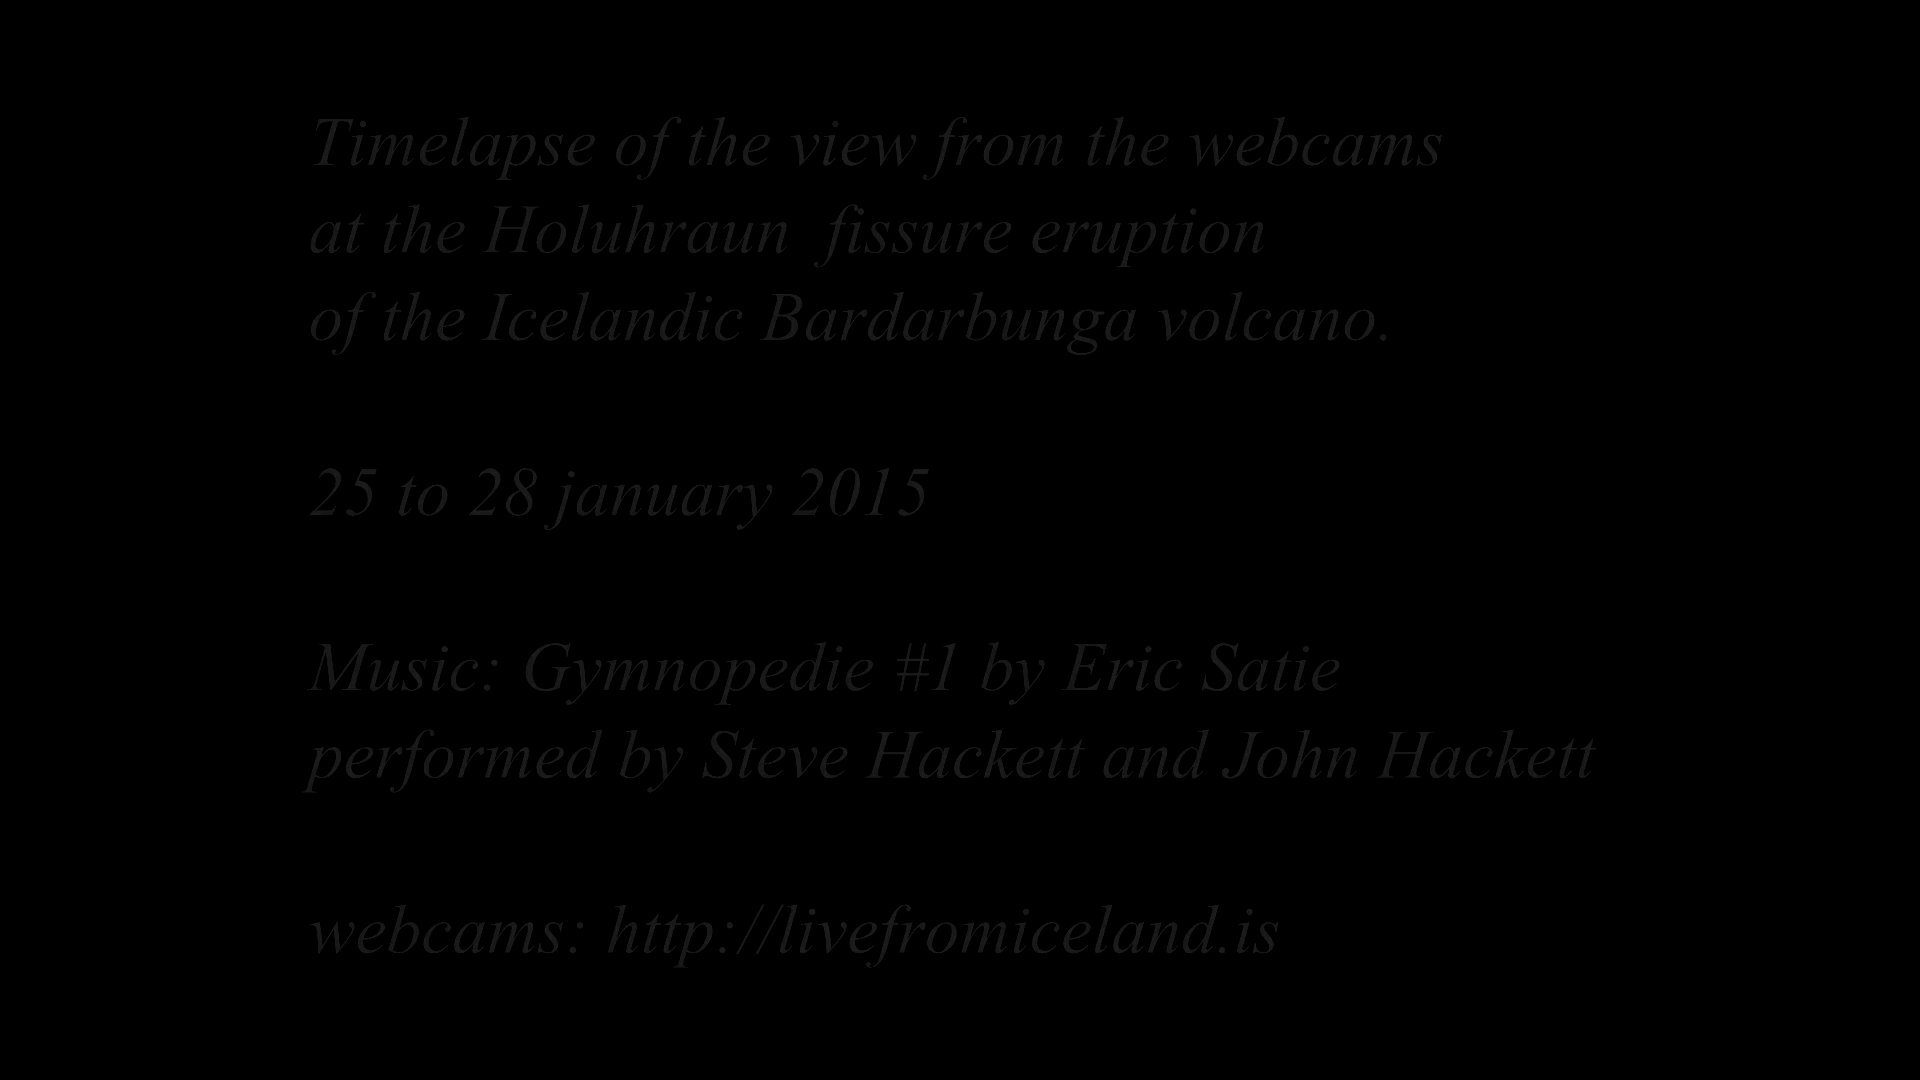 Timelapse of the view from the webcams
at the Holuhraun fissure eruption
of the Icelandic Bardarbunga volcano.
25 to 28 january 2015
Music: Gymnopedie #1 by Eric Satie
performed by Steve Hackett and John Hackett
webcams: http://livefromiceland.is